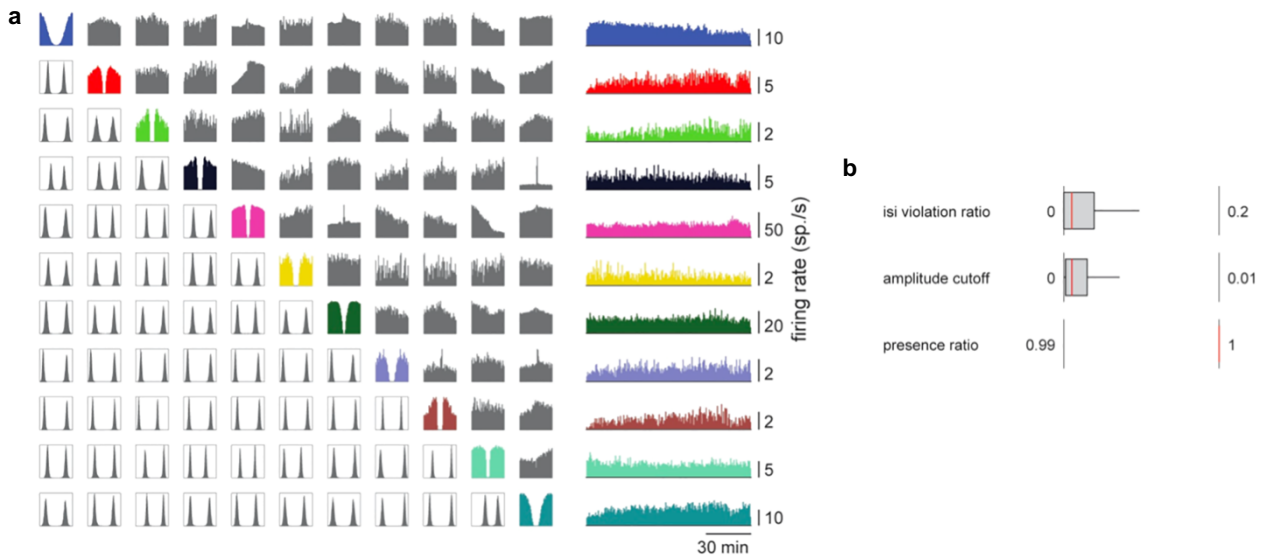 a
10
5
2
5
50
2
20
2
2
5
10
firing rate (sp./s)
30 min
b
isi violation ratio 0 0.2
amplitude cutoff 0 0.01
presence ratio 0.99 1